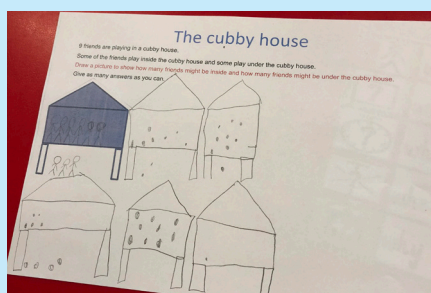 The cubby house
9 friends are playing in a cubby house.
Some of the friends play inside the cubby house and some play under the cubby house.
Draw a picture to show how many friends might be inside and how many friends might be under the cubby house.
Give as many answers as you can.